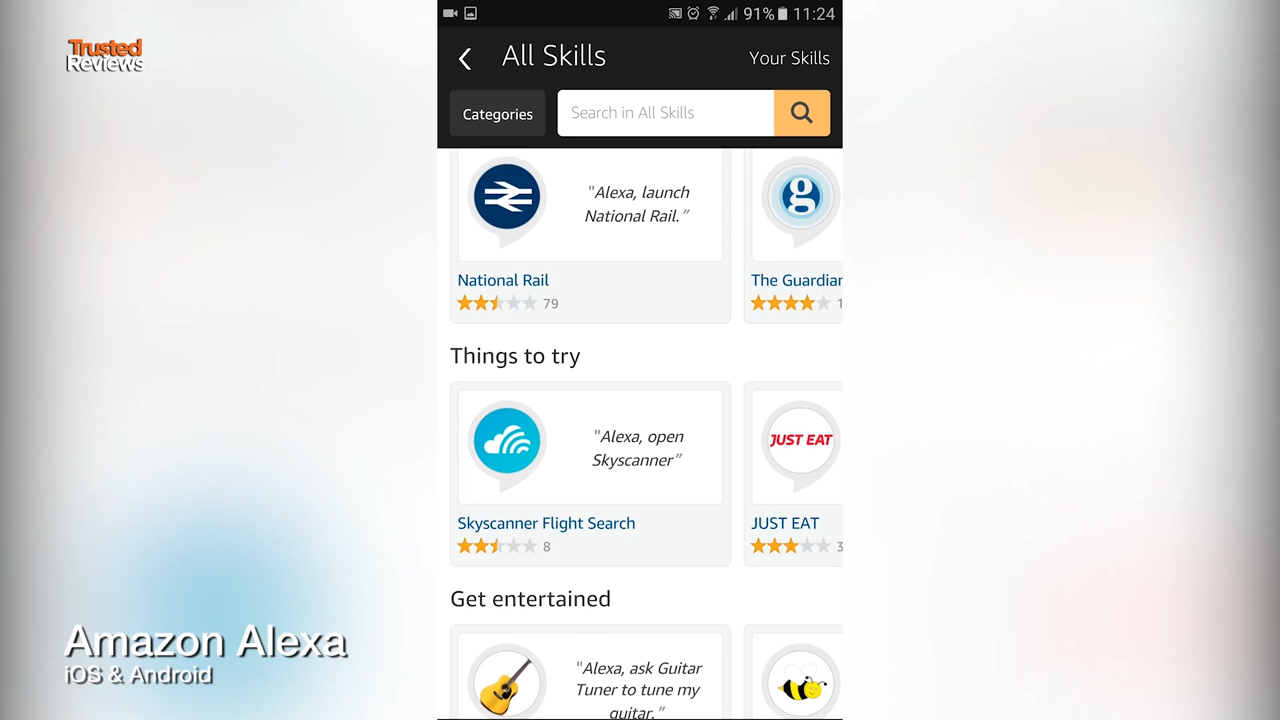 Trusted
Reviews
91% 11:24
All Skills
Your Skills
Categories
Search in All Skills
"Alexa, launch
National Rail."
g
National Rail
79
The Guardian
1
Things to try
"Alexa, open
Skyscanner"
JUST EAT
Skyscanner Flight Search
8
JUST EAT
3
Get entertained
"Alexa, ask Guitar
Tuner to tune my
guitar."
Amazon Alexa
iOS & Android